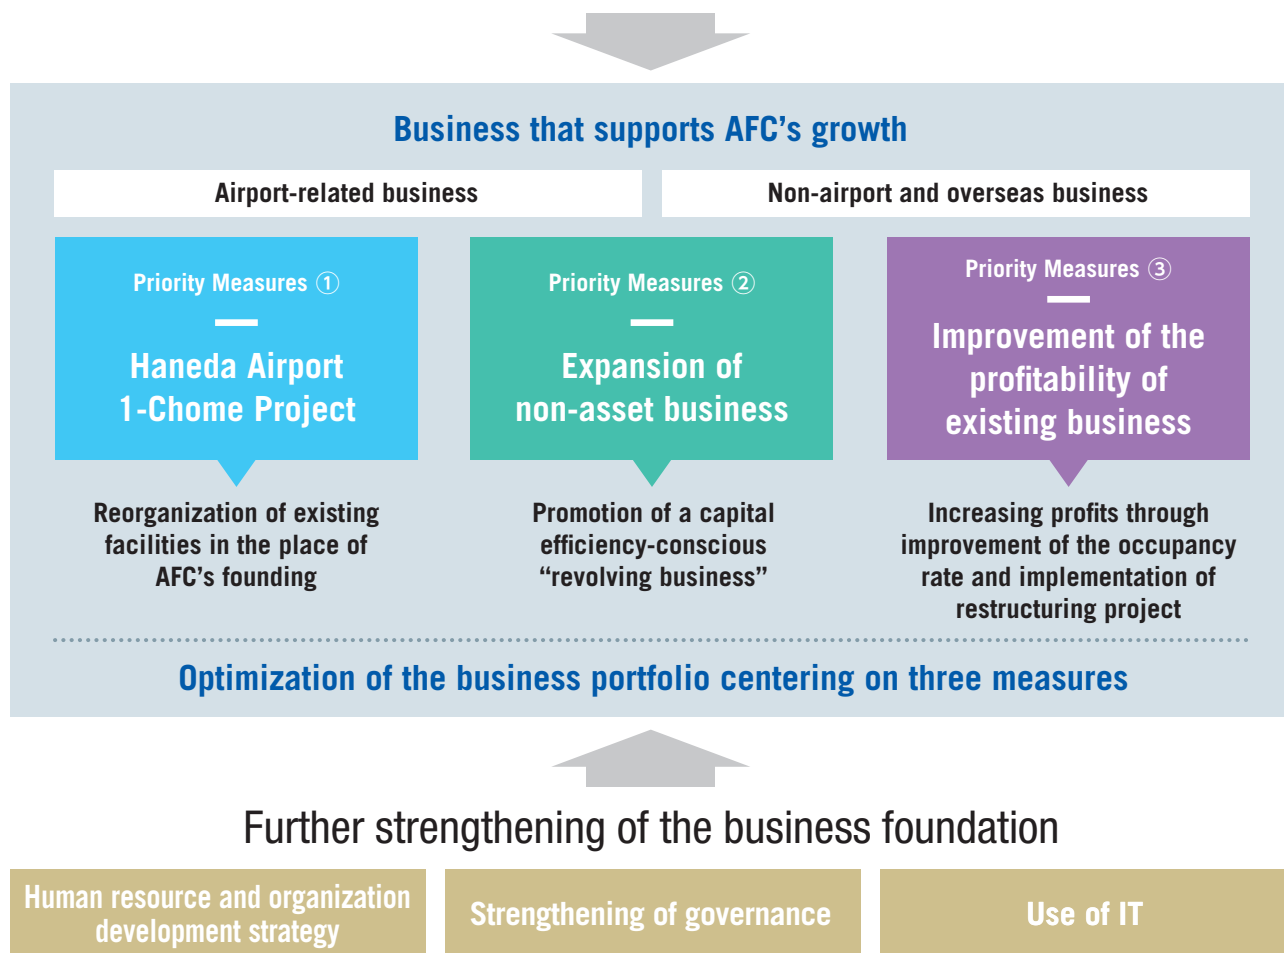 Business that supports AFC’s growth
Airport-related business
Non-airport and overseas business
Priority Measures ①
Haneda Airport
1-Chome Project
Reorganization of existing
facilities in the place of
AFC’s founding
Priority Measures ②
Expansion of
non-asset business
Promotion of a capital
efficiency-conscious
“revolving business”
Priority Measures ③
Improvement of the
profitability of
existing business
Increasing profits through
improvement of the occupancy
rate and implementation of
restructuring project
Optimization of the business portfolio centering on three measures
Further strengthening of the business foundation
Human resource and organization
development strategy
Strengthening of governance
Use of IT